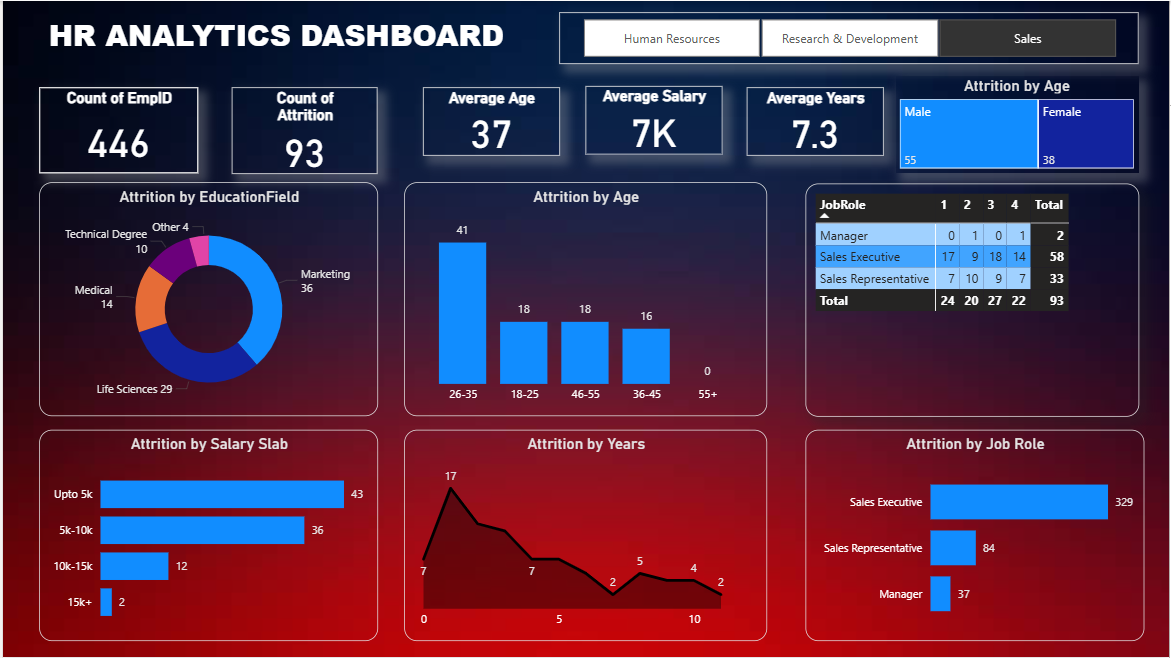 HR ANALYTICS DASHBOARD
Human Resources
Research & Development
Sales
Count of EmpID
446
Count of
Attrition
93
Average Age
37
Average Salary
7K
Average Years
7.3
Attrition by Age
Male
55
Female
38
Attrition by EducationField
Other 4
Technical Degree
10
Marketing
36
Medical
14
Life Sciences 29
Attrition by Age
41
18
18
16
0
26-35
18-25
46-55
36-45
55+
JobRole 1 2 3 4 Total
Manager 0 1 0 1 2
Sales Executive 17 9 18 14 58
Sales Representative 7 10 9 7 33
Total 24 20 27 22 93
Attrition by Salary Slab
Upto 5k 43
5k-10k 36
10k-15k 12
15k+ 2
Attrition by Years
17
7
7
2
5
4
2
0
5
10
Attrition by Job Role
Sales Executive 329
Sales Representative 84
Manager 37